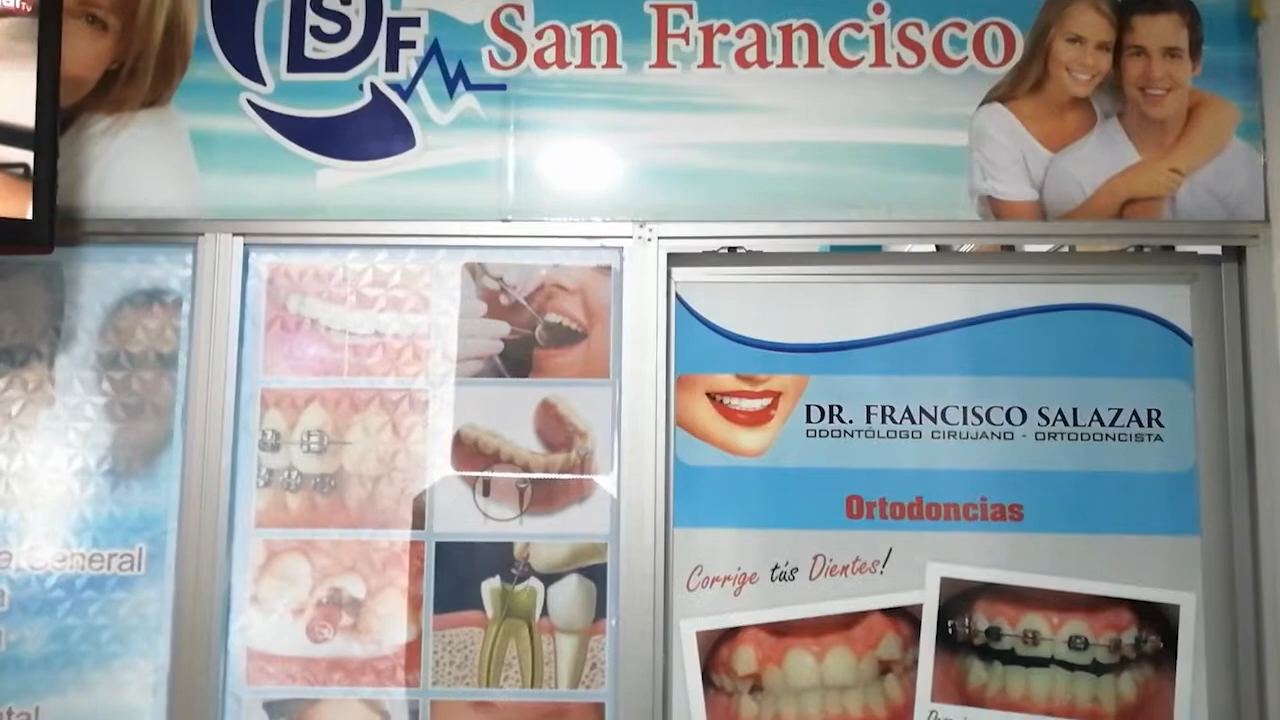 DSF
San Francisco
General
DR. FRANCISCO SALAZAR
ODONTÓLOGO CIRUJANO - ORTODONCISTA
Ortodoncias
Corrige tús Dientes!